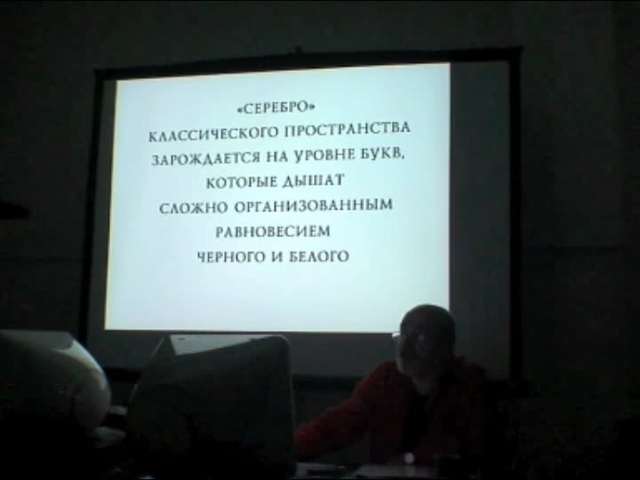 «СЕРЕБРО»
КЛАССИЧЕСКОГО ПРОСТРАНСТВА
ЗАРОЖДАЕТСЯ НА УРОВНЕ БУКВ,
КОТОРЫЕ ДЫШАТ
СЛОЖНО ОРГАНИЗОВАННЫМ
РАВНОВЕСИЕМ
ЧЕРНОГО И БЕЛОГО